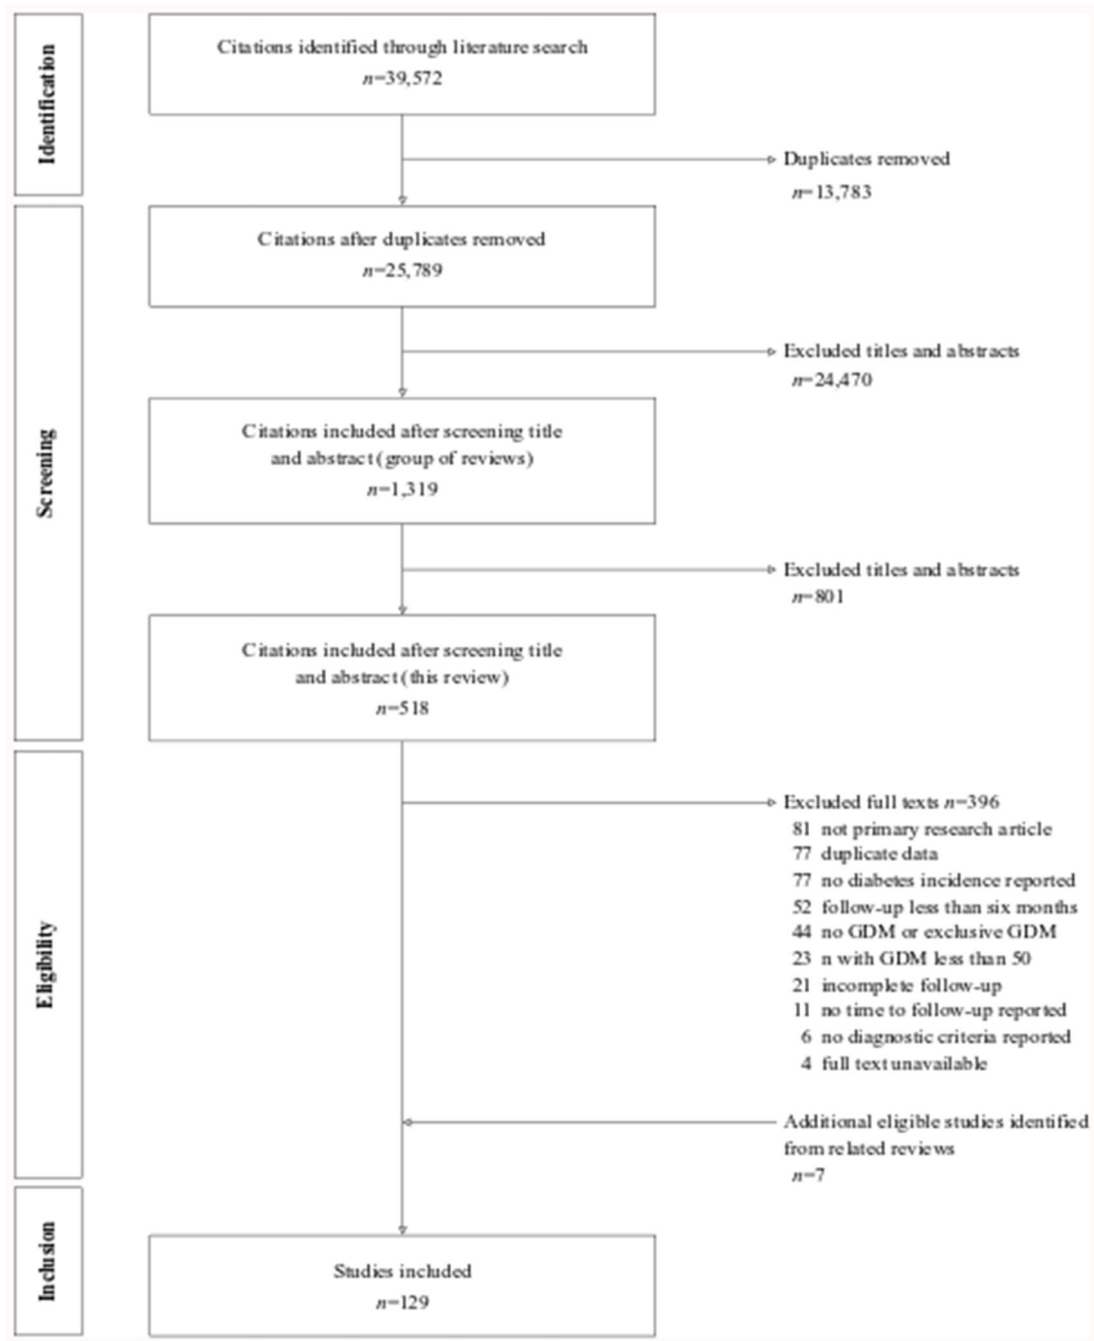 Identification
Citations identified through literature search
n=39,572
Duplicates removed
n=13,783
Screening
Citations after duplicates removed
n=25,789
Excluded titles and abstracts
n=24,470
Citations included after screening title
and abstract (group of reviews)
n=1,319
Excluded titles and abstracts
n=801
Citations included after screening title
and abstract (this review)
n=518
Eligibility
Excluded full texts n=396
81 not primary research article
77 duplicate data
77 no diabetes incidence reported
52 follow-up less than six months
44 no GDM or exclusive GDM
23 n with GDM less than 50
21 incomplete follow-up
11 no time to follow-up reported
6 no diagnostic criteria reported
4 full text unavailable
Additional eligible studies identified
from related reviews
n=7
Inclusion
Studies included
n=129